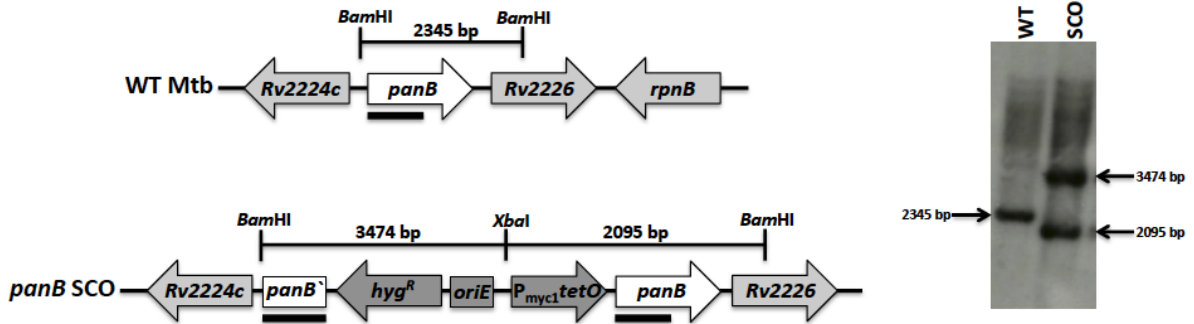 BamHI BamHI
2345 bp
WT Mtb Rv2224c panB Rv2226 rpnB
BamHI XbaI BamHI
3474 bp 2095 bp
panB SCO Rv2224c panB` hygR oriE Pmyc1tetO panB Rv2226
WT SCO
3474 bp
2345 bp
2095 bp